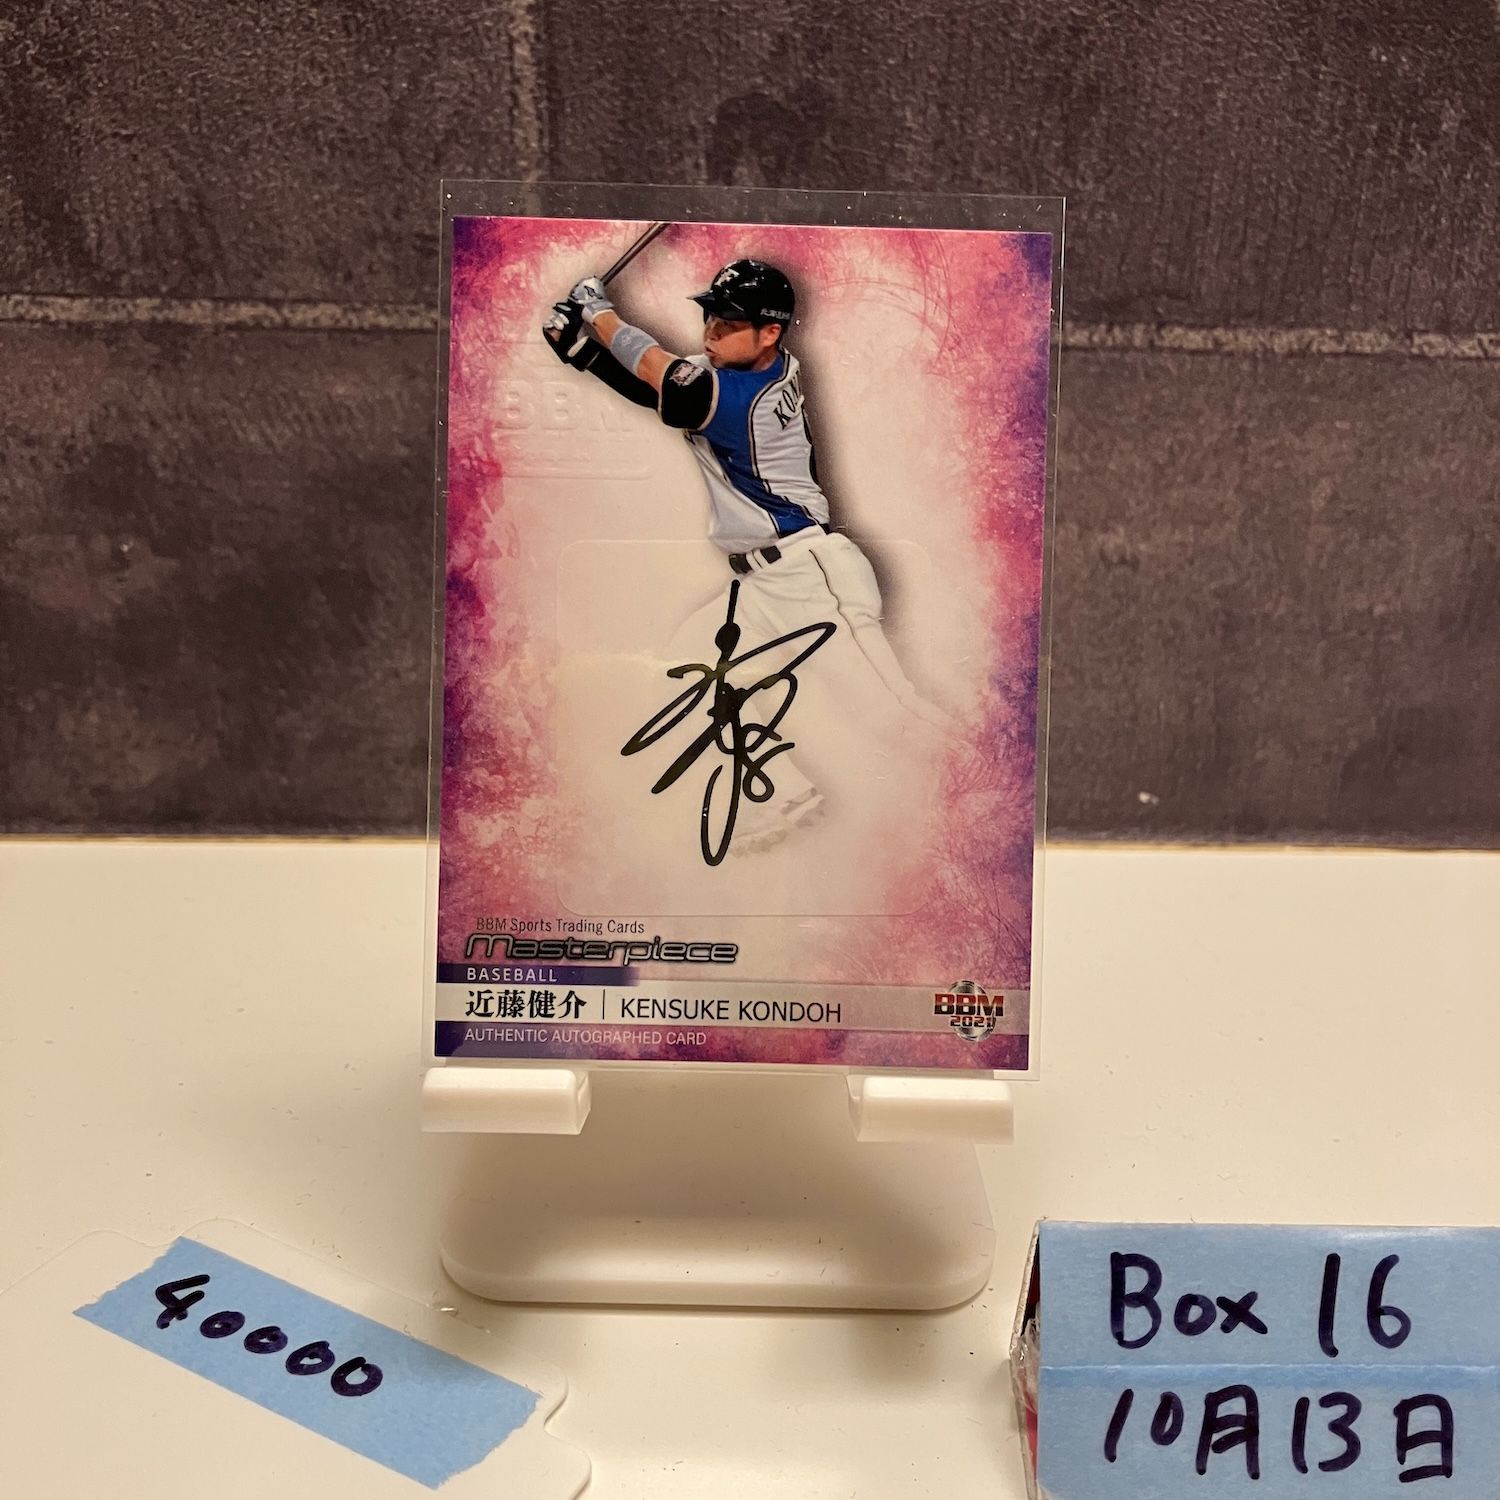 BBM
BBM Sports Trading Cards
Masterpiece
BASEBALL
近藤健介 | KENSUKE KONDOH
BBM
2021
AUTHENTIC AUTOGRAPHED CARD
40000
Box 16
10月13日